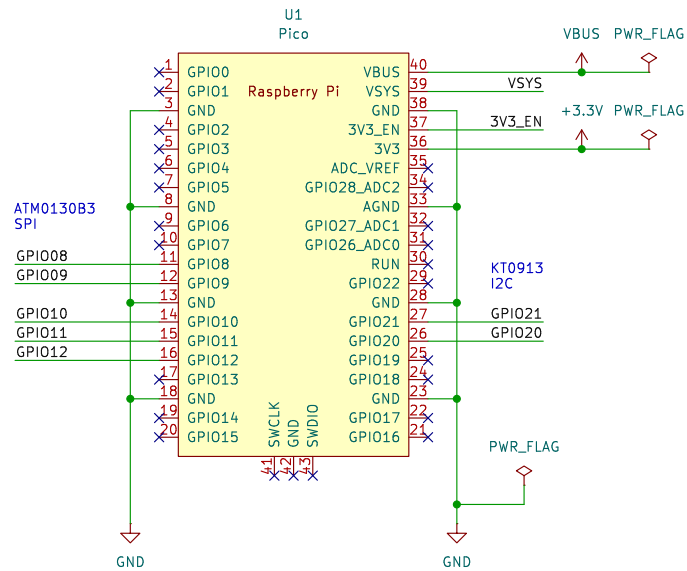 U1
Pico
VBUS PWR_FLAG
1 GPIO0 VBUS 40
2 GPIO1 Raspberry Pi VSYS 39 VSYS
3 GND GND 38
+3.3V PWR_FLAG
4 GPIO2 3V3_EN 37 3V3_EN
5 GPIO3 3V3 36
6 GPIO4 ADC_VREF 35
7 GPIO5 GPIO28_ADC2 34
ATM0130B3
SPI
8 GND AGND 33
9 GPIO6 GPIO27_ADC1 32
10 GPIO7 GPIO26_ADC0 31
GPIO08 11 GPIO8 RUN 30
KT0913
I2C
GPIO09 12 GPIO9 GPIO22 29
13 GND GND 28
GPIO10 14 GPIO10 GPIO21 27 GPIO21
GPIO11 15 GPIO11 GPIO20 26 GPIO20
GPIO12 16 GPIO12 GPIO19 25
17 GPIO13 GPIO18 24
18 GND GND 23
19 GPIO14 GPIO17 22
20 GPIO15 GPIO16 21
SWCLK GND SWDIO
41 42 43
PWR_FLAG
GND GND